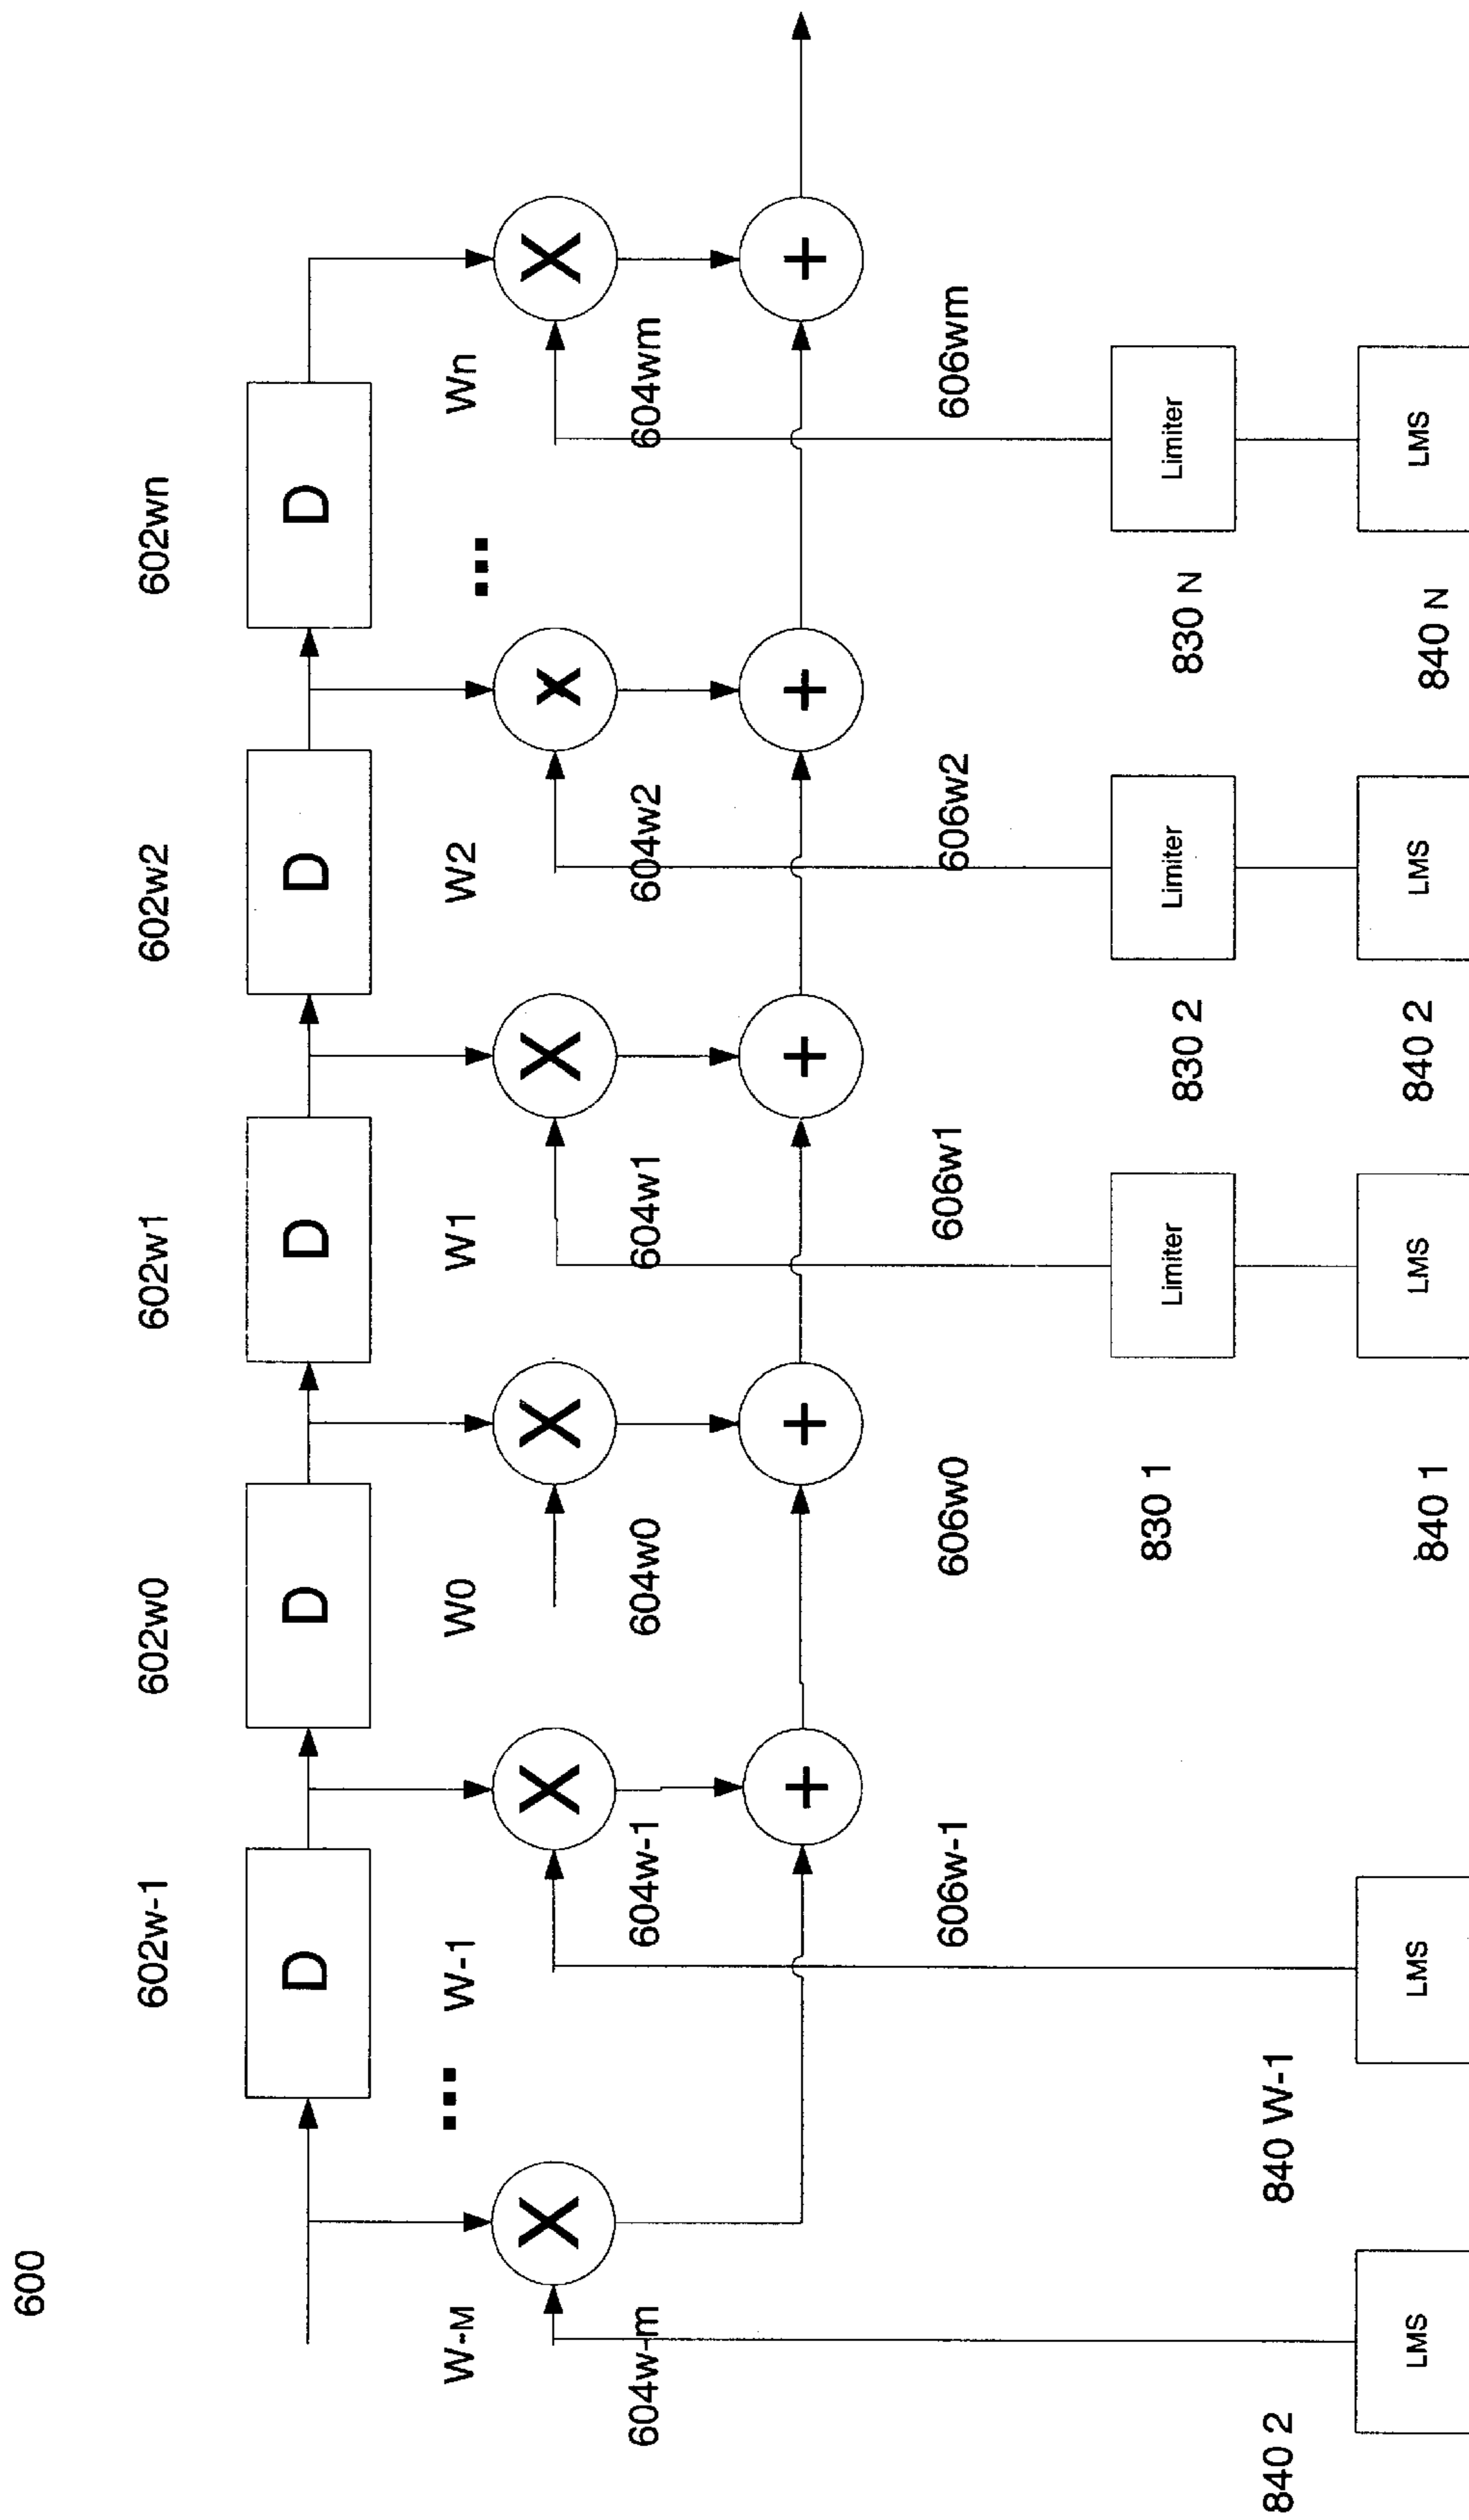 600
602w-1 602w0 602w1 602w2 602wn
D D D D D
W-M ... W-1 W0 W1 W2 ... Wn
X X X X x X
604w-m 604w-1 604w0 604w1 604w2 604wm
+ + + + +
606w-1 606w0 606w1 606w2 606wm
Limiter Limiter Limiter
830 1 830 2 830 N
840 2 840 W-1
LMS LMS LMS LMS LMS
840 1 840 2 840 N